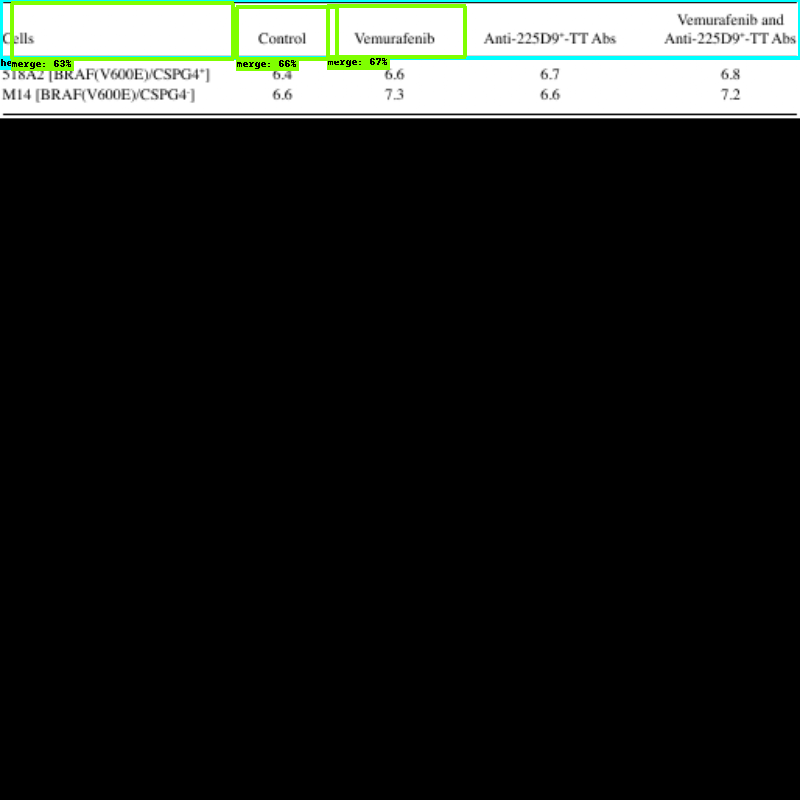 Vemurafenib and
Cells Control Vemurafenib Anti-225D9⁺-TT Abs Anti-225D9⁺-TT Abs
merge: 63% merge: 66% merge: 67%
518A2 [BRAF(V600E)/CSPG4⁺] 6.4 6.6 6.7 6.8
M14 [BRAF(V600E)/CSPG4⁻] 6.6 7.3 6.6 7.2